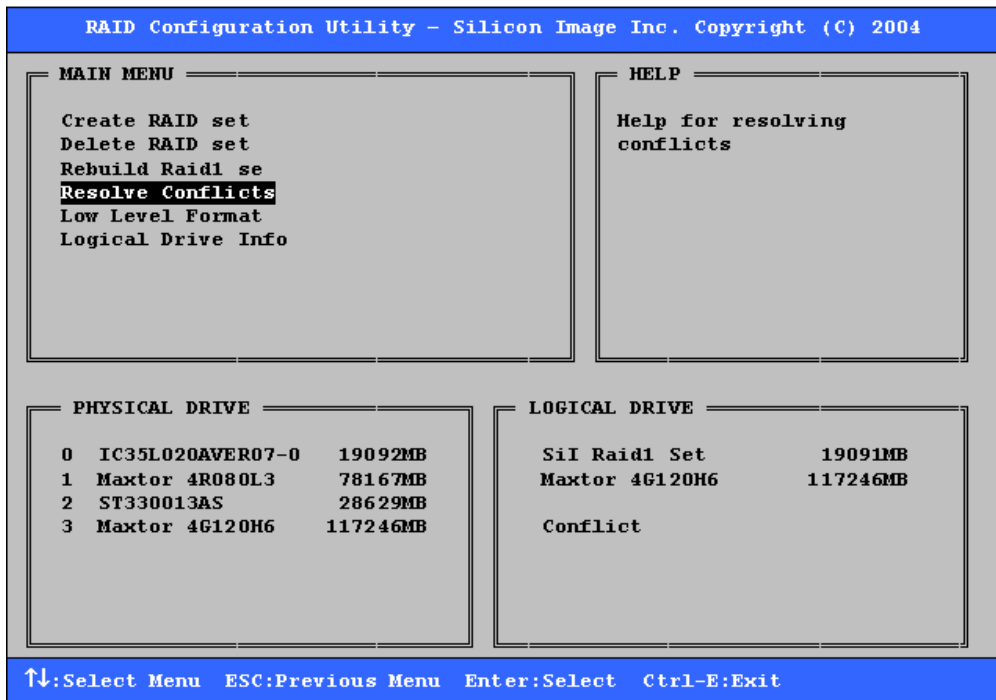 RAID Configuration Utility – Silicon Image Inc. Copyright (C) 2004
MAIN MENU
Create RAID set
Delete RAID set
Rebuild Raid1 se
Resolve Conflicts
Low Level Format
Logical Drive Info
HELP
Help for resolving
conflicts
PHYSICAL DRIVE
0 IC35L020AVER07-0 19092MB
1 Maxtor 4R080L3 78167MB
2 ST330013AS 28629MB
3 Maxtor 4G120H6 117246MB
LOGICAL DRIVE
SiI Raid1 Set 19091MB
Maxtor 4G120H6 117246MB
Conflict
↑↓:Select Menu ESC:Previous Menu Enter:Select Ctrl-E:Exit